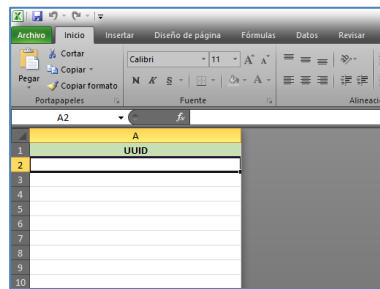 Archivo Inicio Insertar Diseño de página Fórmulas Datos Revisar
Cortar
Copiar
Pegar
Copiar formato
Portapapeles
Calibri 11 A A
N K S A
Fuente
Alineaci
A2 fx
A
1 UUID
2
3
4
5
6
7
8
9
10